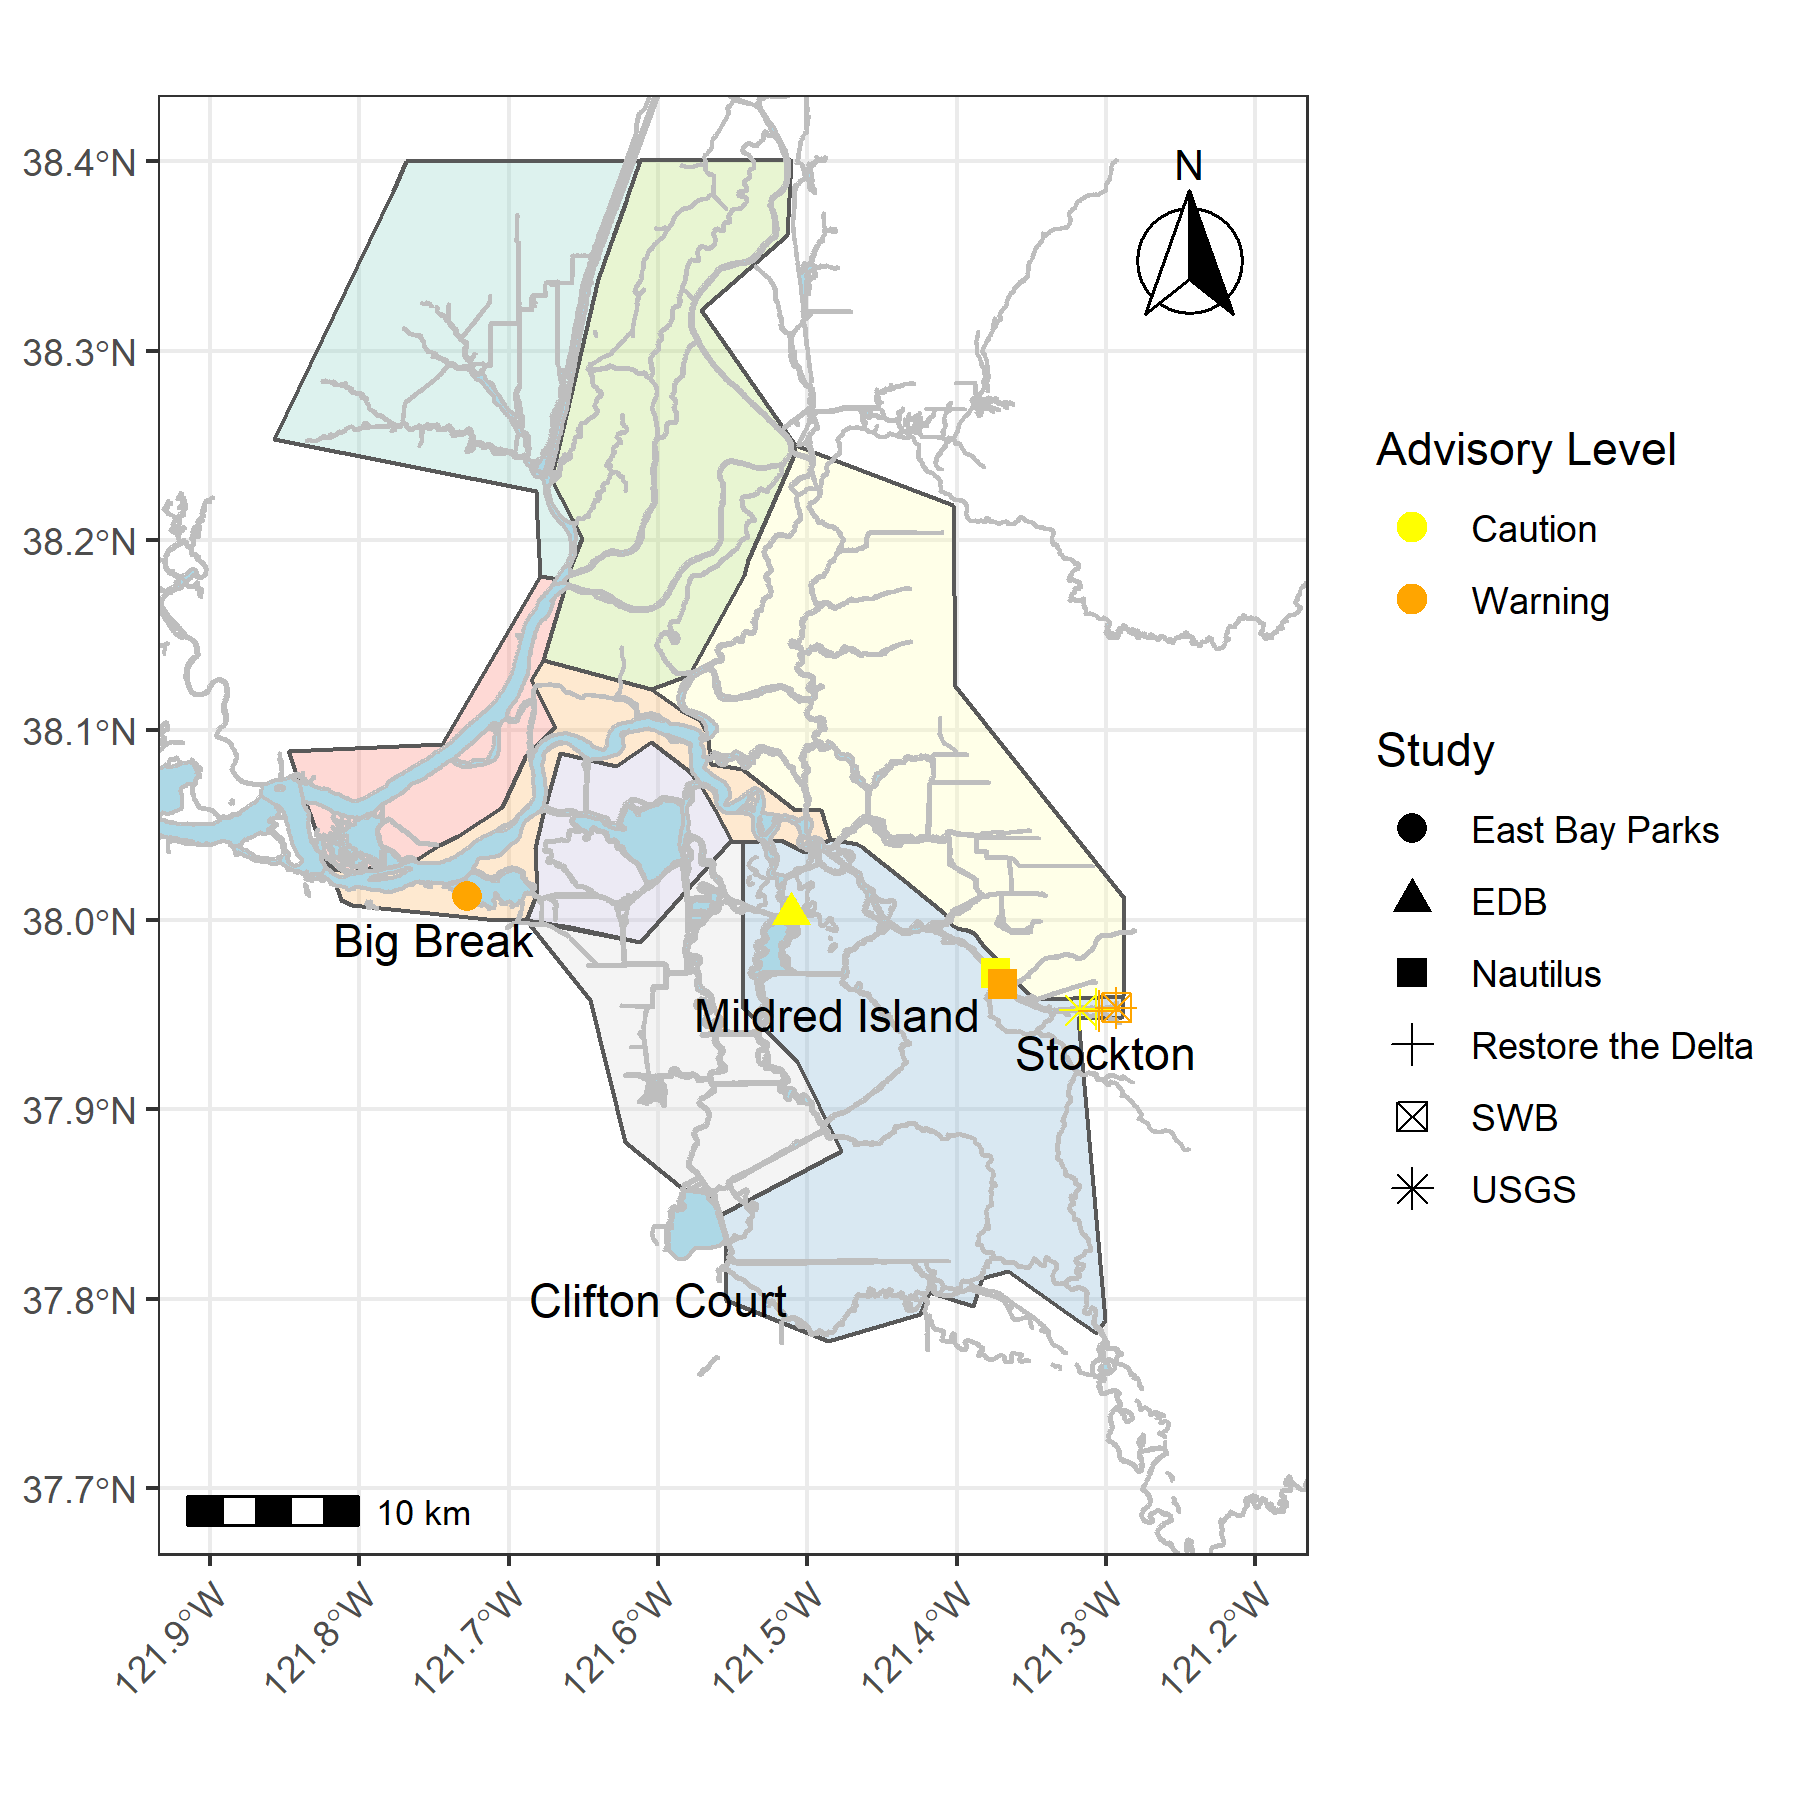 38.4°N
38.3°N
38.2°N
38.1°N
38.0°N
37.9°N
37.8°N
37.7°N
N
Big Break
Mildred Island
Stockton
Clifton Court
10 km
121.9°W
121.8°W
121.7°W
121.6°W
121.5°W
121.4°W
121.3°W
121.2°W
Advisory Level
Caution
Warning
Study
East Bay Parks
EDB
Nautilus
Restore the Delta
SWB
USGS